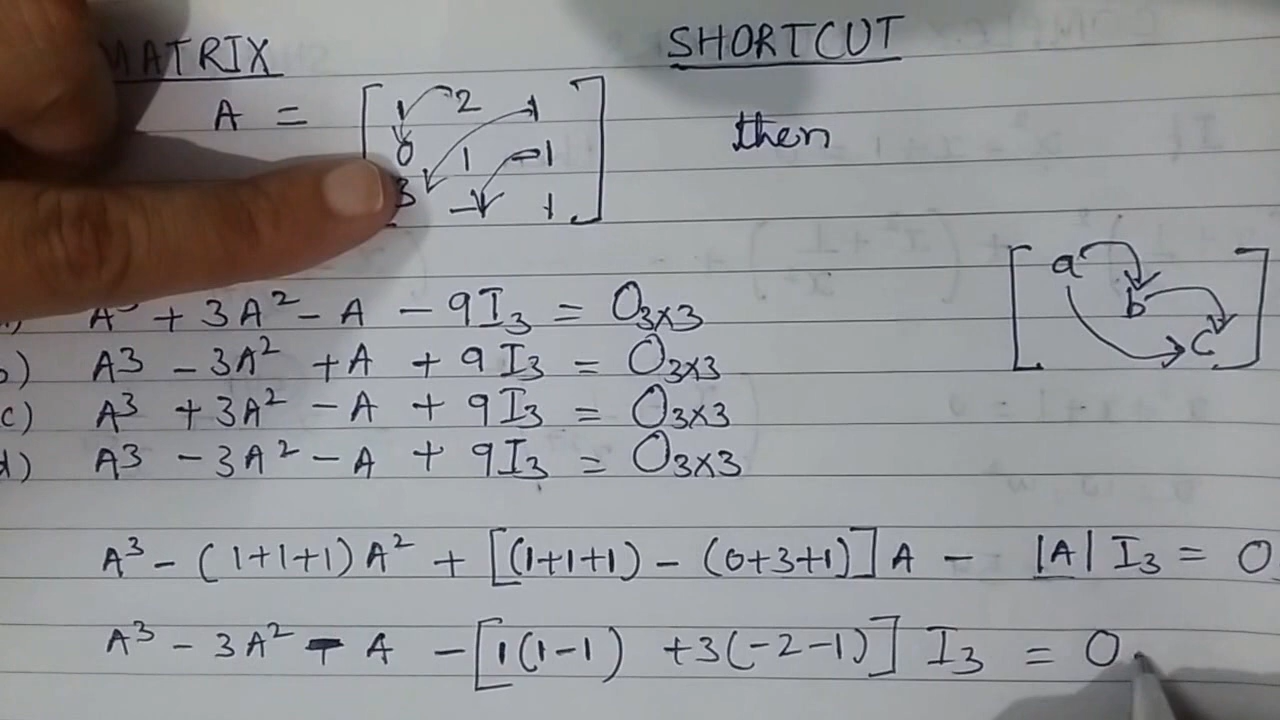 MATRIX SHORTCUT
A = [ 1 2 1
0 1 -1
3 -1 1 ] then
A³ + 3A² - A - 9I₃ = O₃ₓ₃
b) A³ - 3A² + A + 9I₃ = O₃ₓ₃
c) A³ + 3A² - A + 9I₃ = O₃ₓ₃
d) A³ - 3A² - A + 9I₃ = O₃ₓ₃
[ a
b
c ]
A³ - (1+1+1)A² + [(1+1+1) - (0+3+1)]A - |A| I₃ = O
A³ - 3A² - A - [1(1-1) +3(-2-1)] I₃ = O